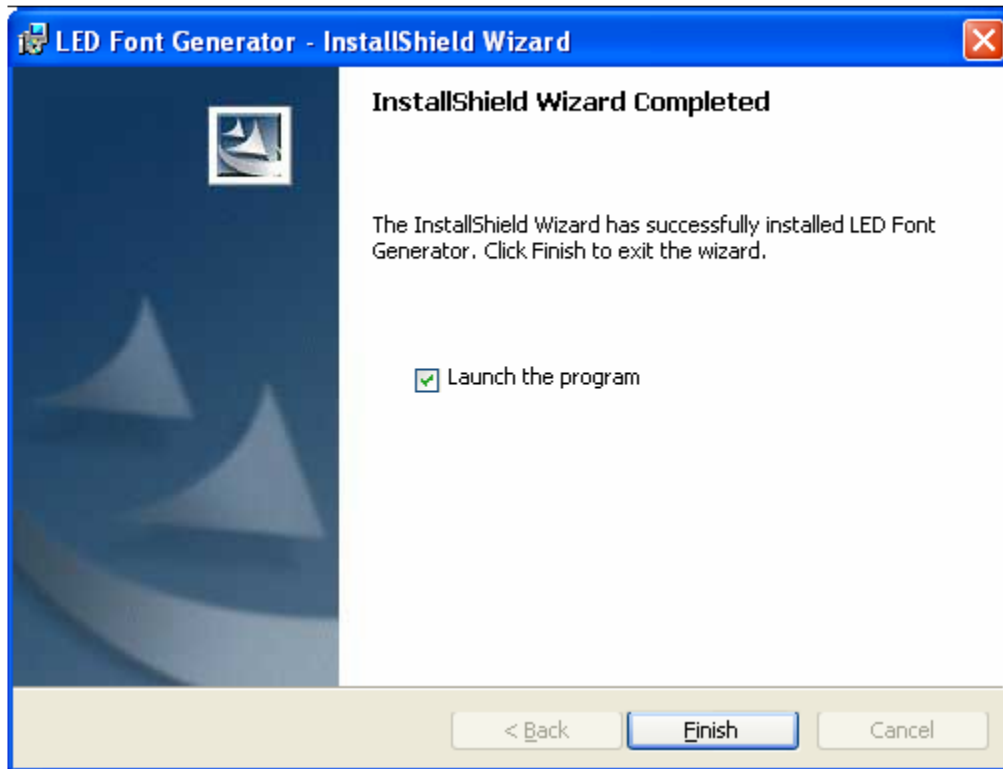 LED Font Generator - InstallShield Wizard
InstallShield Wizard Completed
The InstallShield Wizard has successfully installed LED Font
Generator. Click Finish to exit the wizard.
Launch the program
< Back
Finish
Cancel